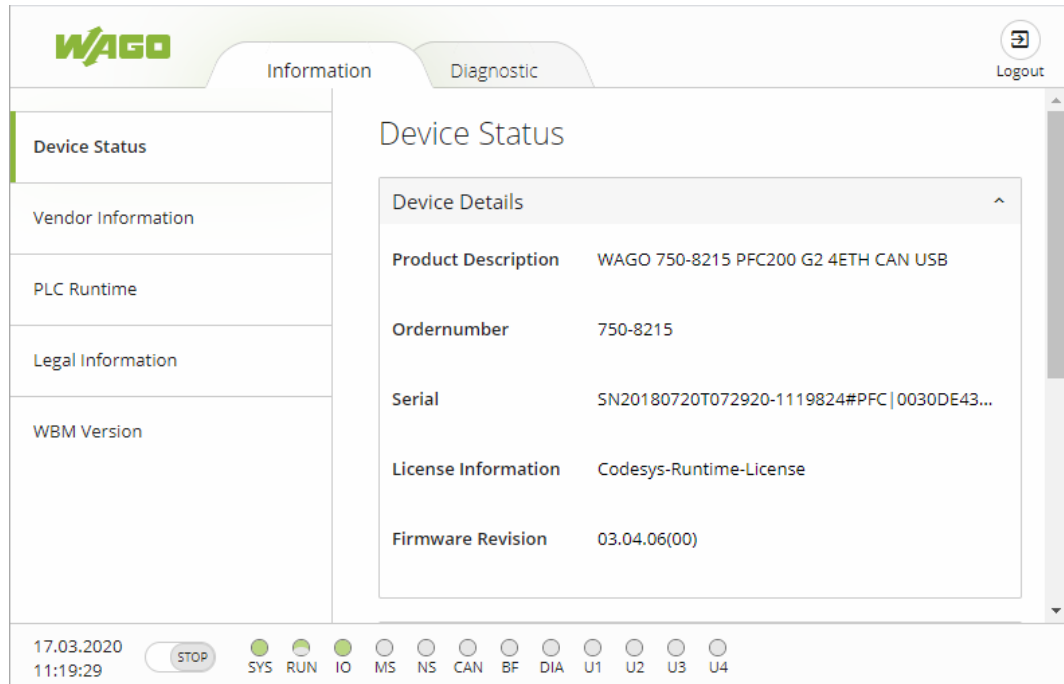 WAGO
Information
Diagnostic
Logout
Device Status
Vendor Information
PLC Runtime
Legal Information
WBM Version
Device Status
Device Details
Product Description WAGO 750-8215 PFC200 G2 4ETH CAN USB
Ordernumber 750-8215
Serial SN20180720T072920-1119824#PFC|0030DE43...
License Information Codesys-Runtime-License
Firmware Revision 03.04.06(00)
17.03.2020
11:19:29
STOP
SYS RUN IO MS NS CAN BF DIA U1 U2 U3 U4